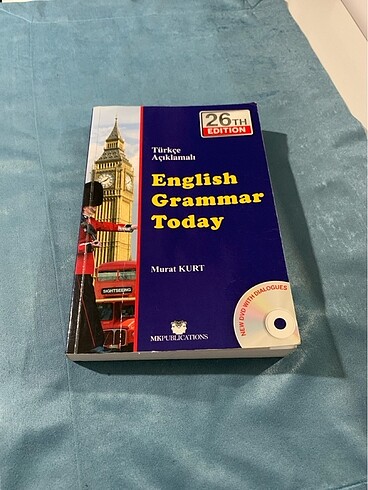 26TH
EDITION
Türkçe
Açıklamalı
English
Grammar
Today
Murat KURT
SIGHTSEEING
NEW DVD WITH DIALOGUES
MKPUBLICATIONS